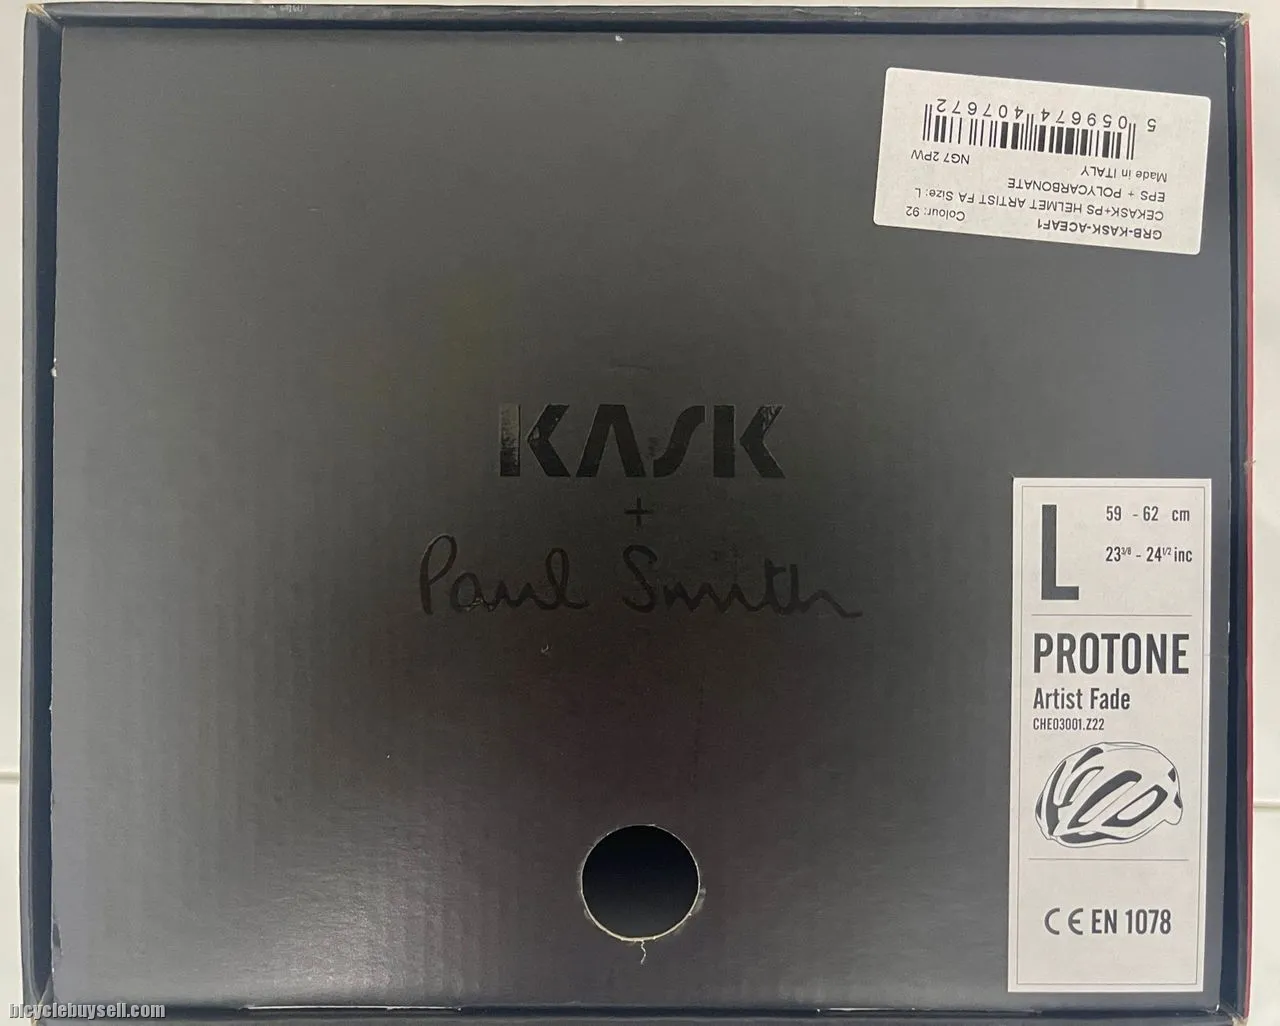 5 059674 407672
NG7 2PW
Made in ITALY
EPS + POLYCARBONATE
CEKASK+PS HELMET ARTIST FA Size: L
GRB-KASK-ACEAF1 Colour: 92
KASK
+
Paul Smith
L 59 - 62 cm
23 3/8 - 24 1/2 inc
PROTONE
Artist Fade
CHE03001.Z22
CE EN 1078
bicyclebuysell.com